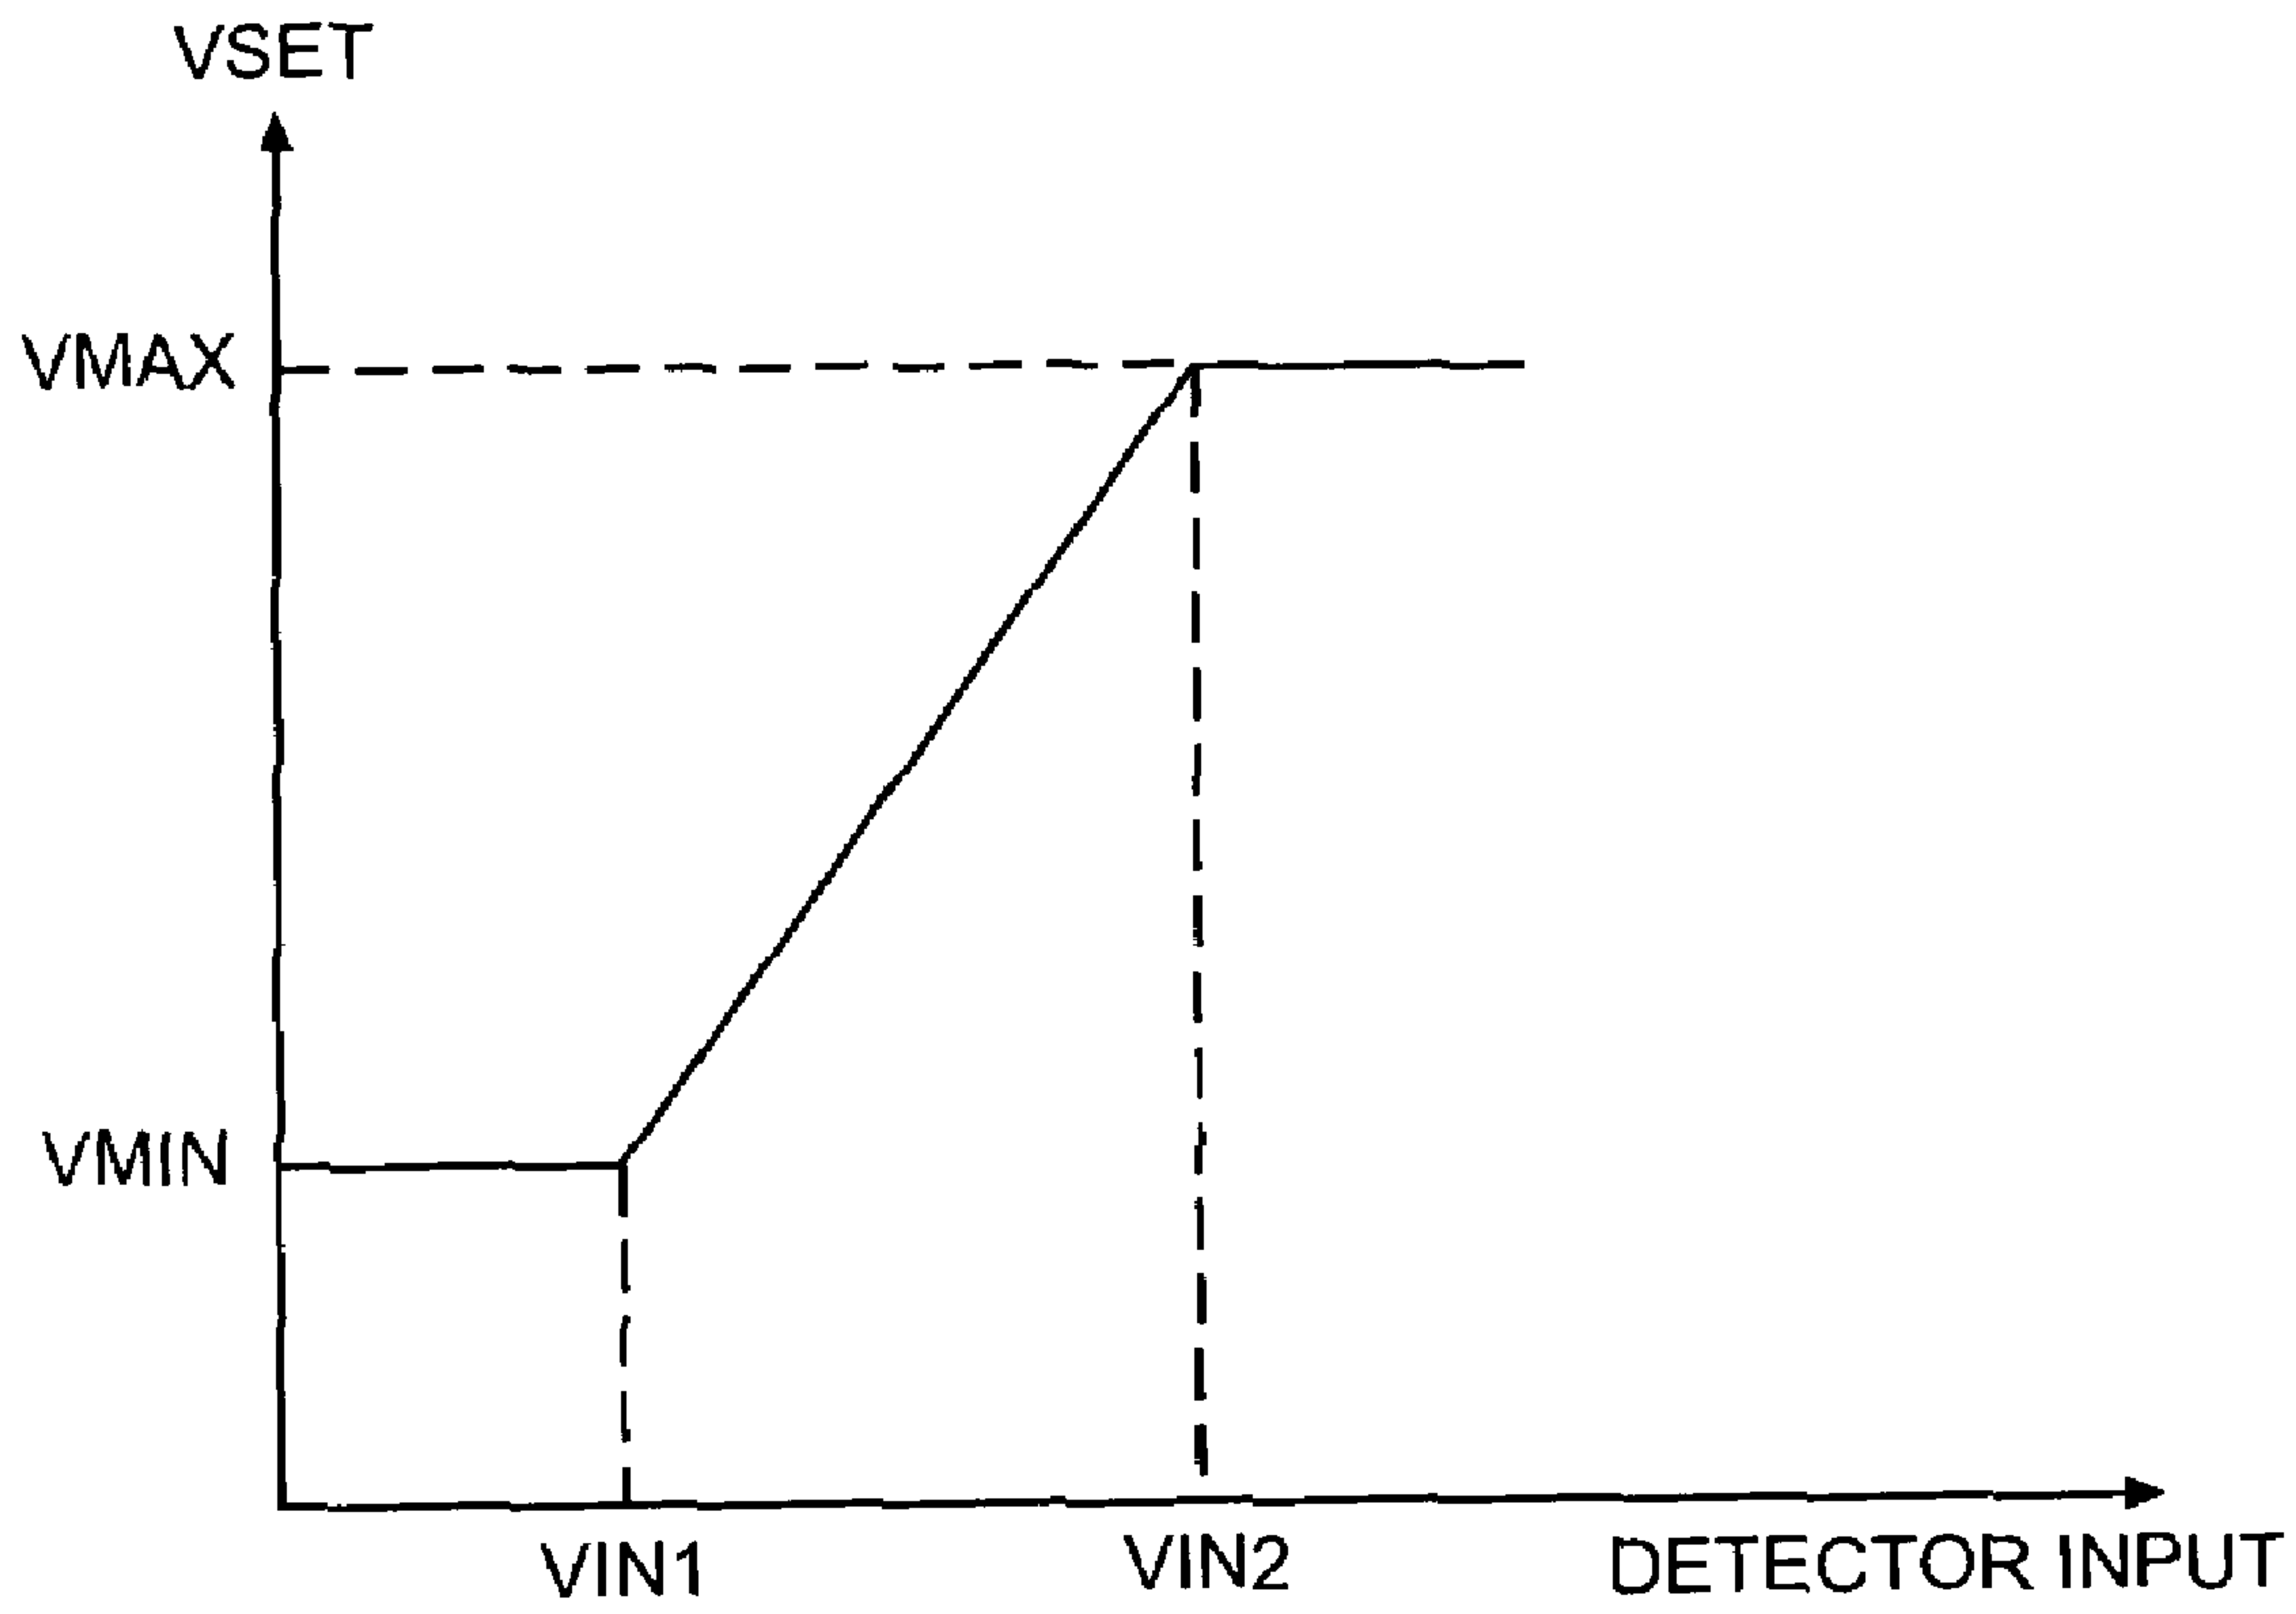 VSET
VMAX
VMIN
VIN1
VIN2
DETECTOR INPUT